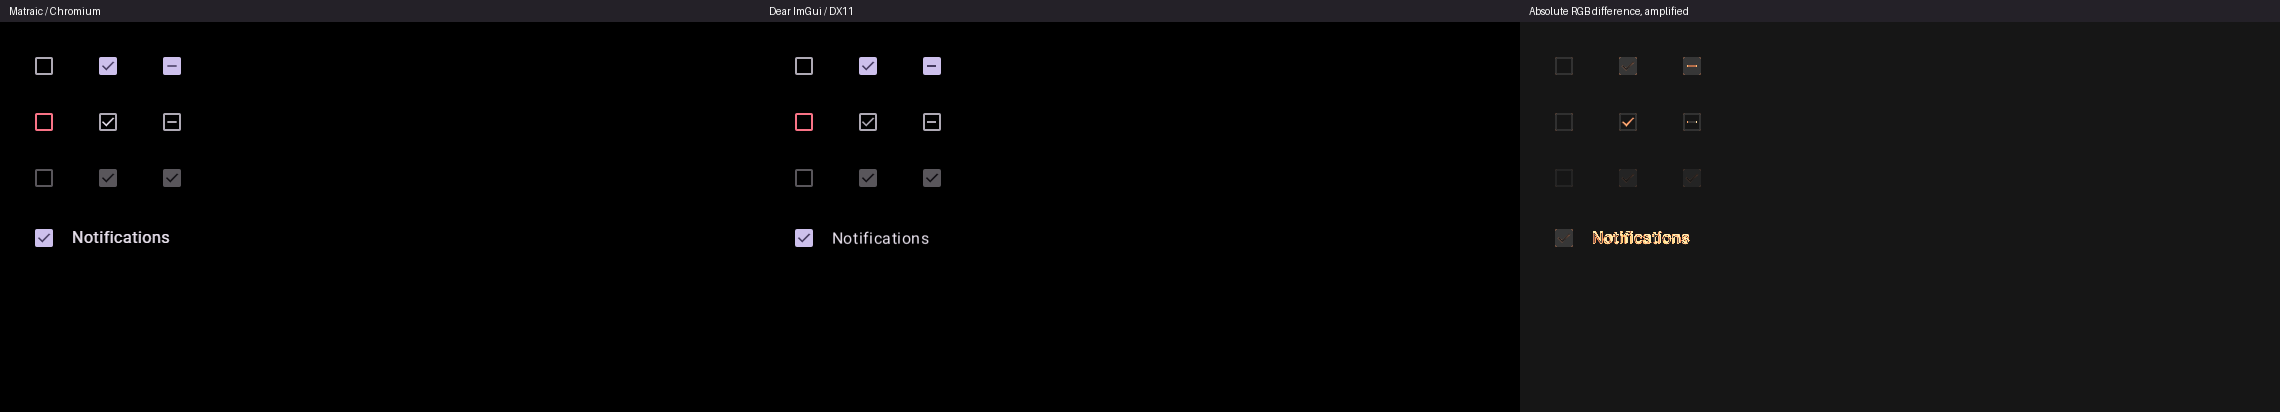 Matraic / Chromium
Dear ImGui / DX11
Absolute RGB difference, amplified
Notifications
Notifications
Notifications